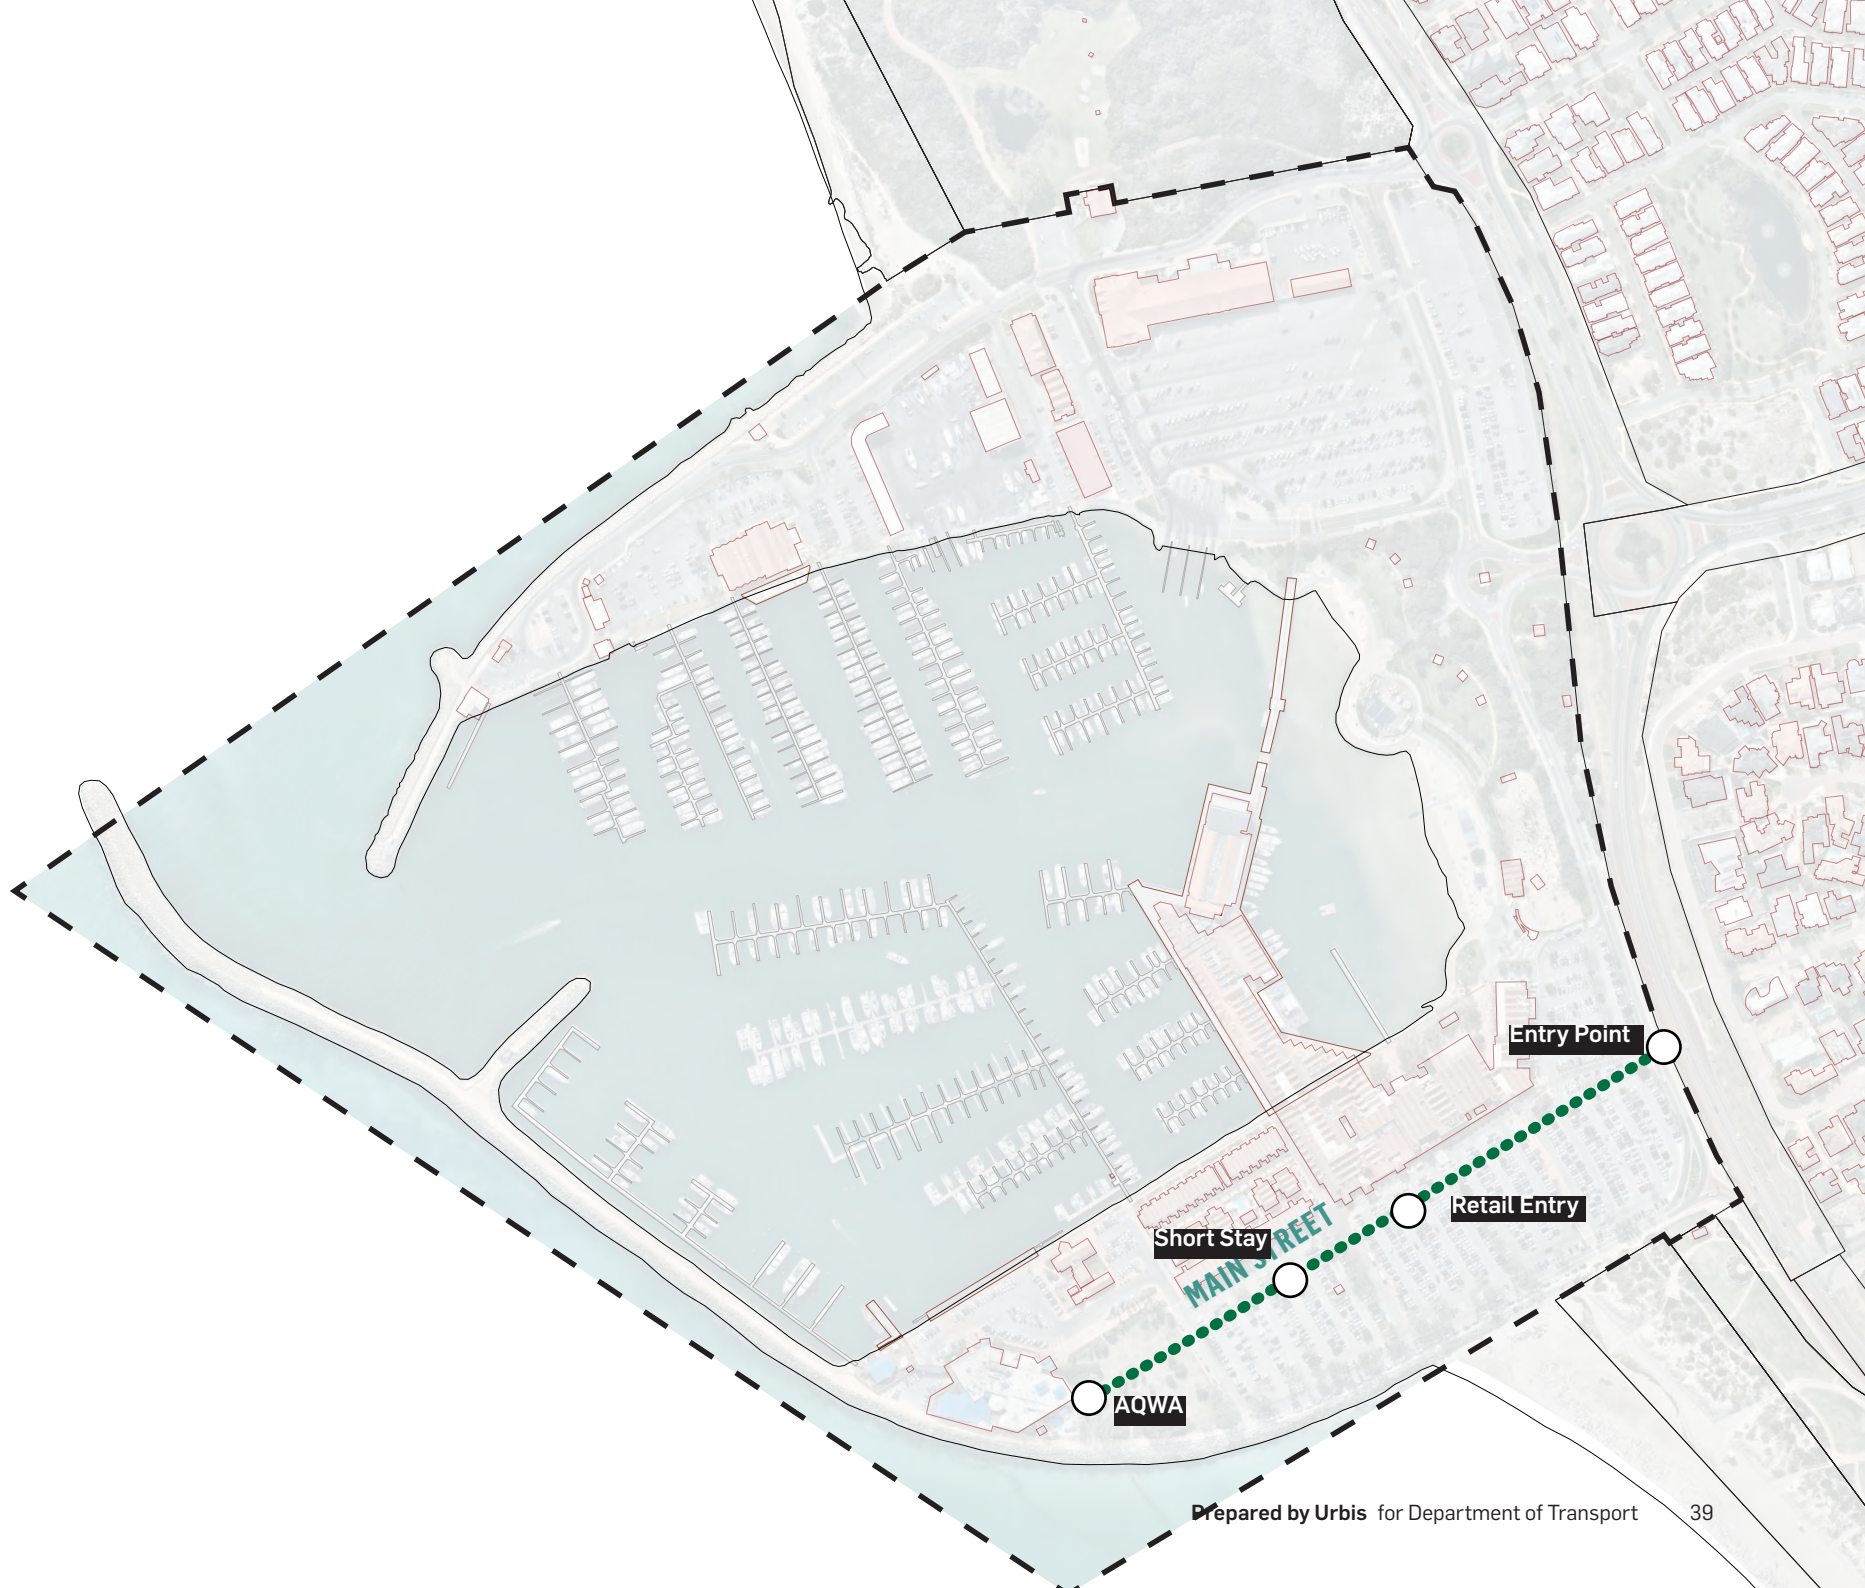 Entry Point
Retail Entry
Short Stay
MAIN STREET
AQWA
Prepared by Urbis for Department of Transport 39